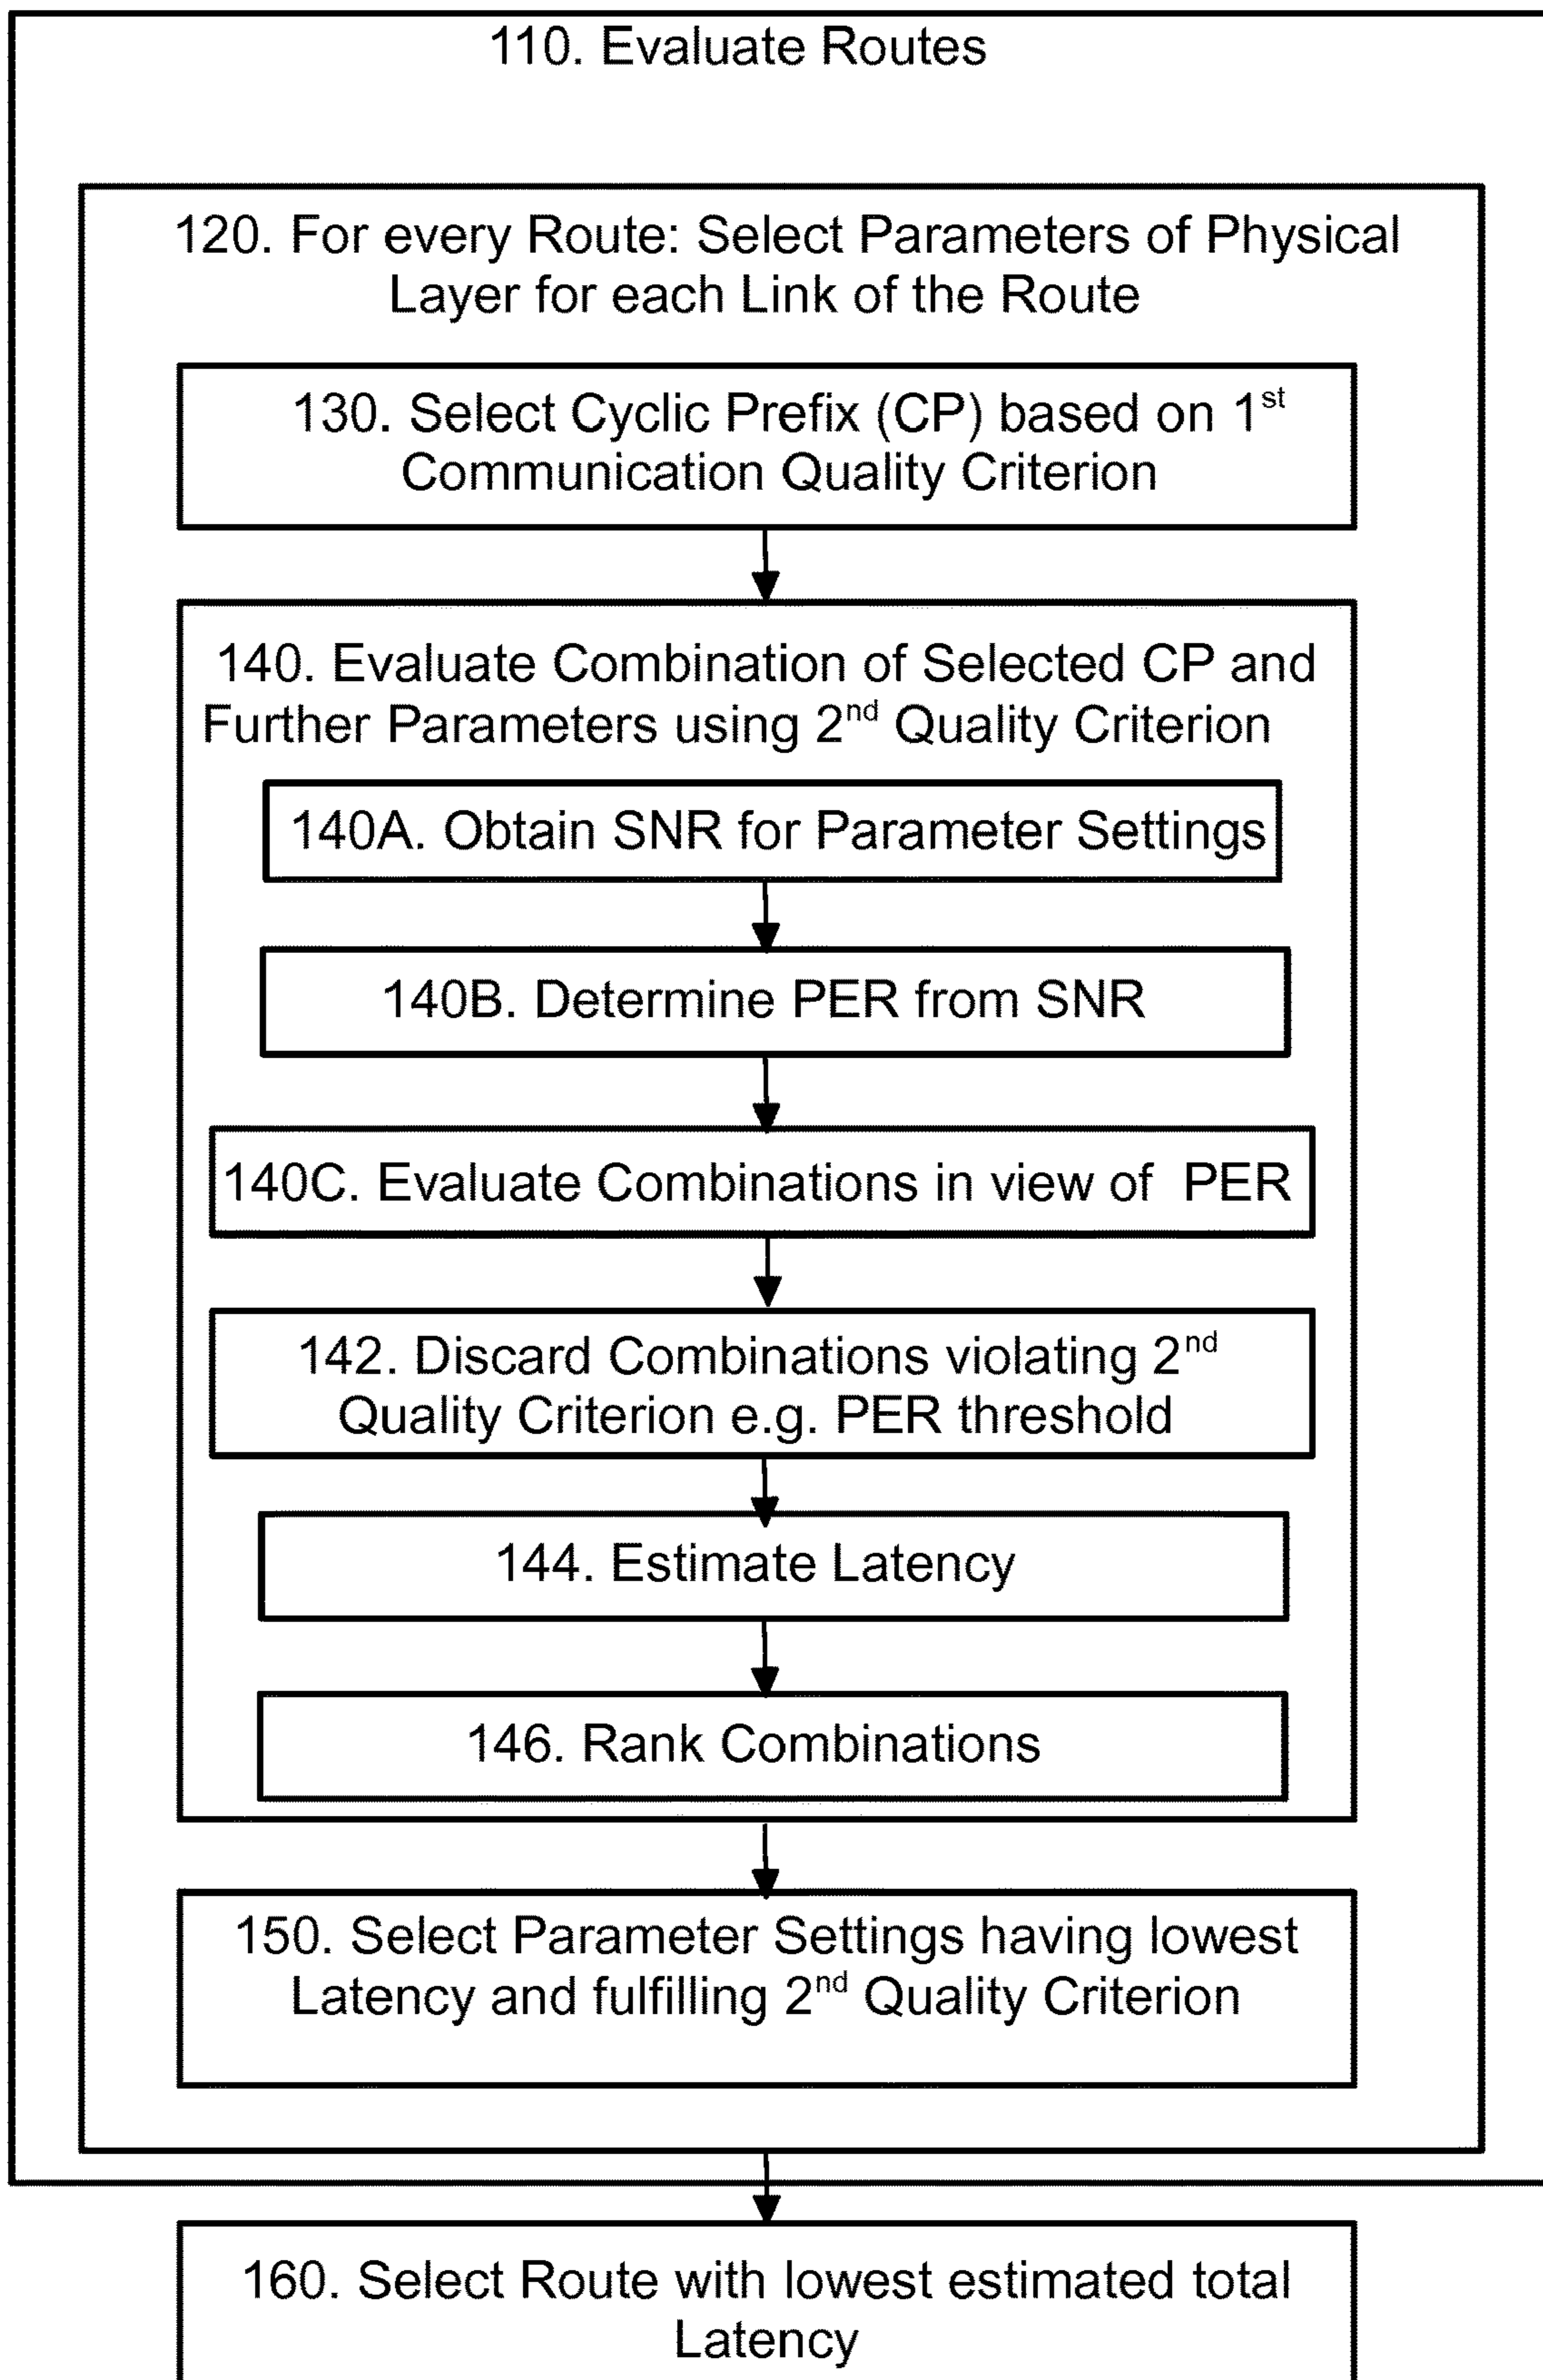 110. Evaluate Routes
120. For every Route: Select Parameters of Physical
Layer for each Link of the Route
130. Select Cyclic Prefix (CP) based on 1st
Communication Quality Criterion
140. Evaluate Combination of Selected CP and
Further Parameters using 2nd Quality Criterion
140A. Obtain SNR for Parameter Settings
140B. Determine PER from SNR
140C. Evaluate Combinations in view of PER
142. Discard Combinations violating 2nd
Quality Criterion e.g. PER threshold
144. Estimate Latency
146. Rank Combinations
150. Select Parameter Settings having lowest
Latency and fulfilling 2nd Quality Criterion
160. Select Route with lowest estimated total
Latency